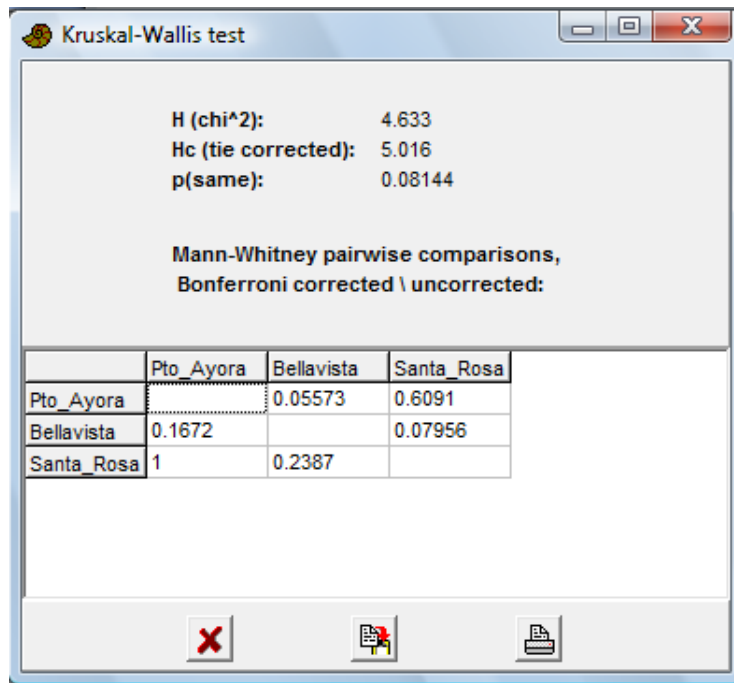 Kruskal-Wallis test
H (chi^2): 4.633
Hc (tie corrected): 5.016
p(same): 0.08144
Mann-Whitney pairwise comparisons,
Bonferroni corrected \ uncorrected:
Pto_Ayora Bellavista Santa_Rosa
Pto_Ayora 0.05573 0.6091
Bellavista 0.1672 0.07956
Santa_Rosa 1 0.2387